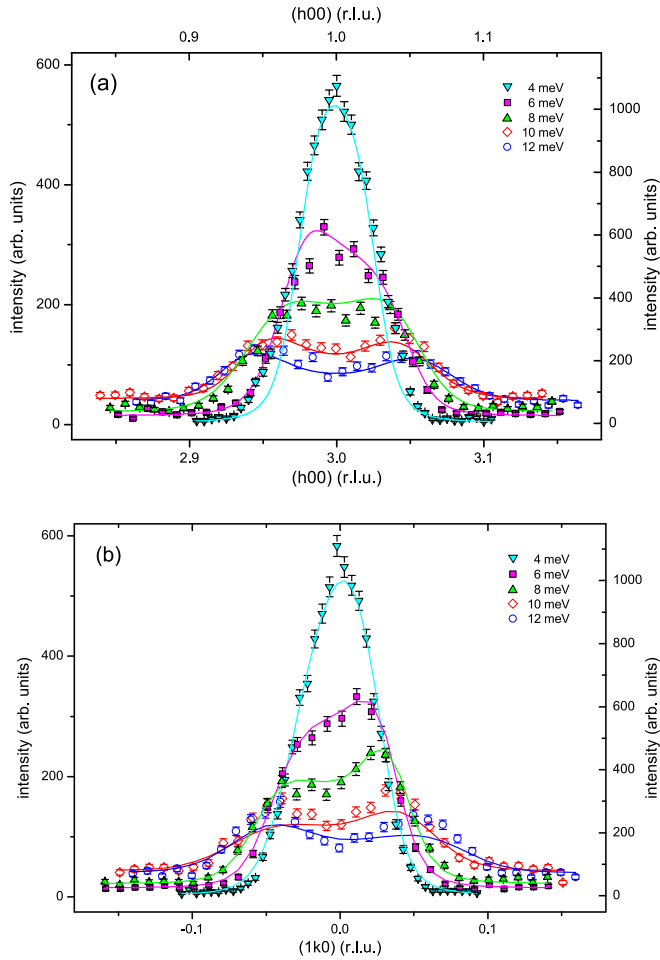 (h00) (r.l.u.)
0.9 1.0 1.1
(a)
600
400
200
0
intensity (arb. units)
4 meV
6 meV
8 meV
10 meV
12 meV
1000
800
600
400
200
0
intensity (arb. units)
2.9 3.0 3.1
(h00) (r.l.u.)
(b)
600
400
200
0
intensity (arb. units)
4 meV
6 meV
8 meV
10 meV
12 meV
1000
800
600
400
200
0
intensity (arb. units)
-0.1 0.0 0.1
(1k0) (r.l.u.)